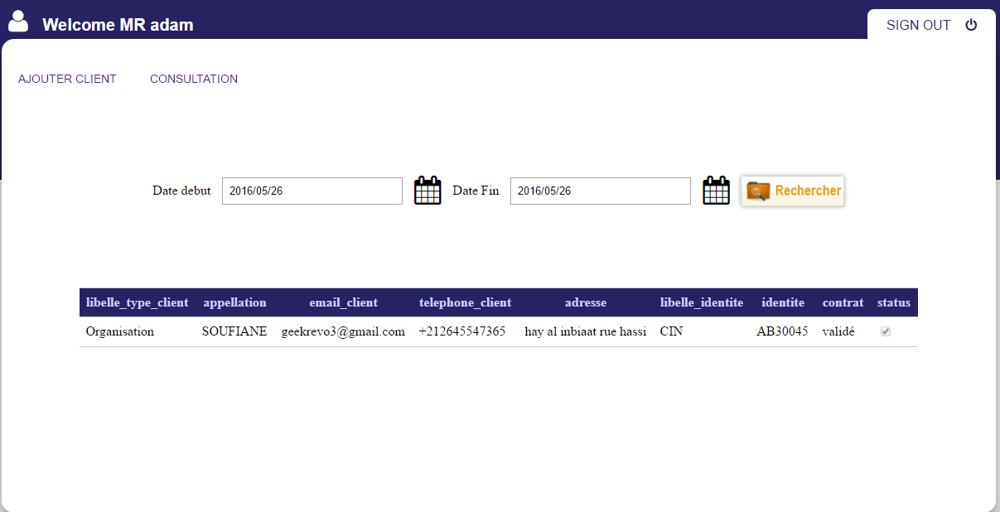 Welcome MR adam
SIGN OUT
AJOUTER CLIENT CONSULTATION
Date debut 2016/05/26 Date Fin 2016/05/26 Rechercher
libelle_type_client appellation email_client telephone_client adresse libelle_identite identite contrat status
Organisation SOUFIANE geekrevo3@gmail.com +212645547365 hay al inbiaat rue hassi CIN AB30045 validé